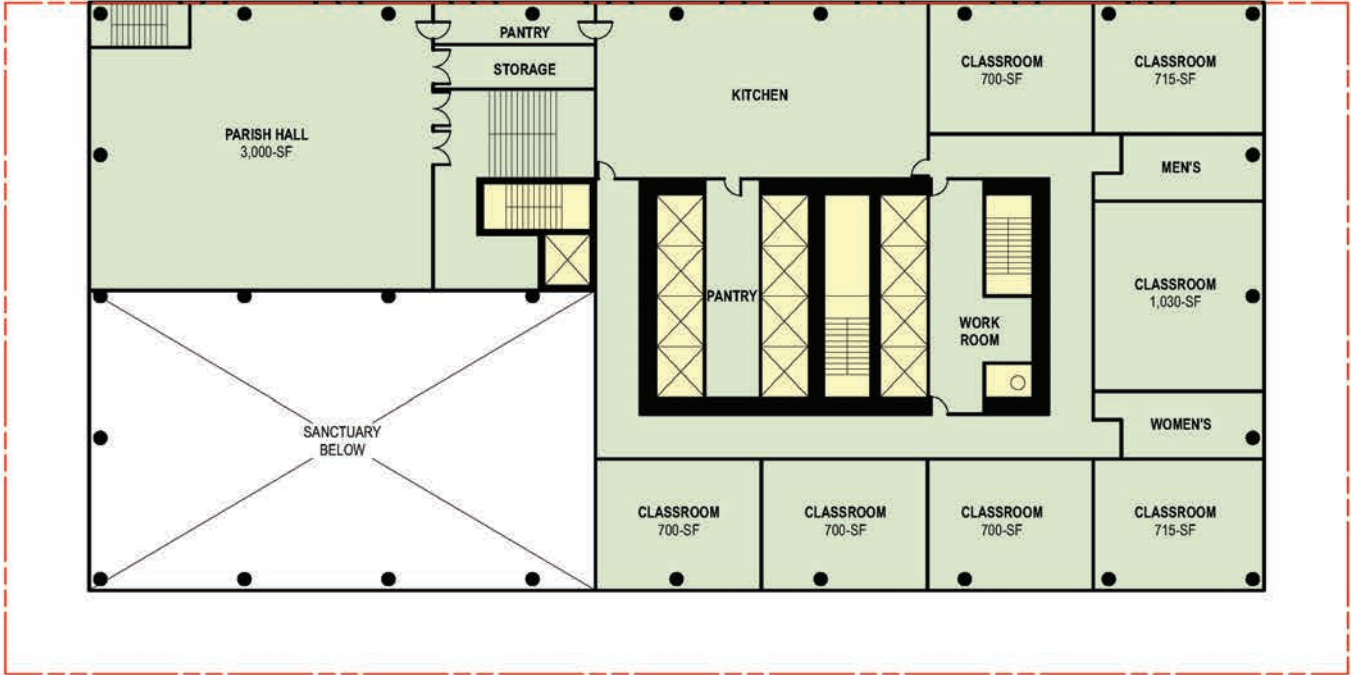 PANTRY
STORAGE
PARISH HALL
3,000-SF
KITCHEN
CLASSROOM
700-SF
CLASSROOM
715-SF
MEN'S
CLASSROOM
1,030-SF
PANTRY
WORK
ROOM
WOMEN'S
SANCTUARY
BELOW
CLASSROOM
700-SF
CLASSROOM
700-SF
CLASSROOM
700-SF
CLASSROOM
715-SF